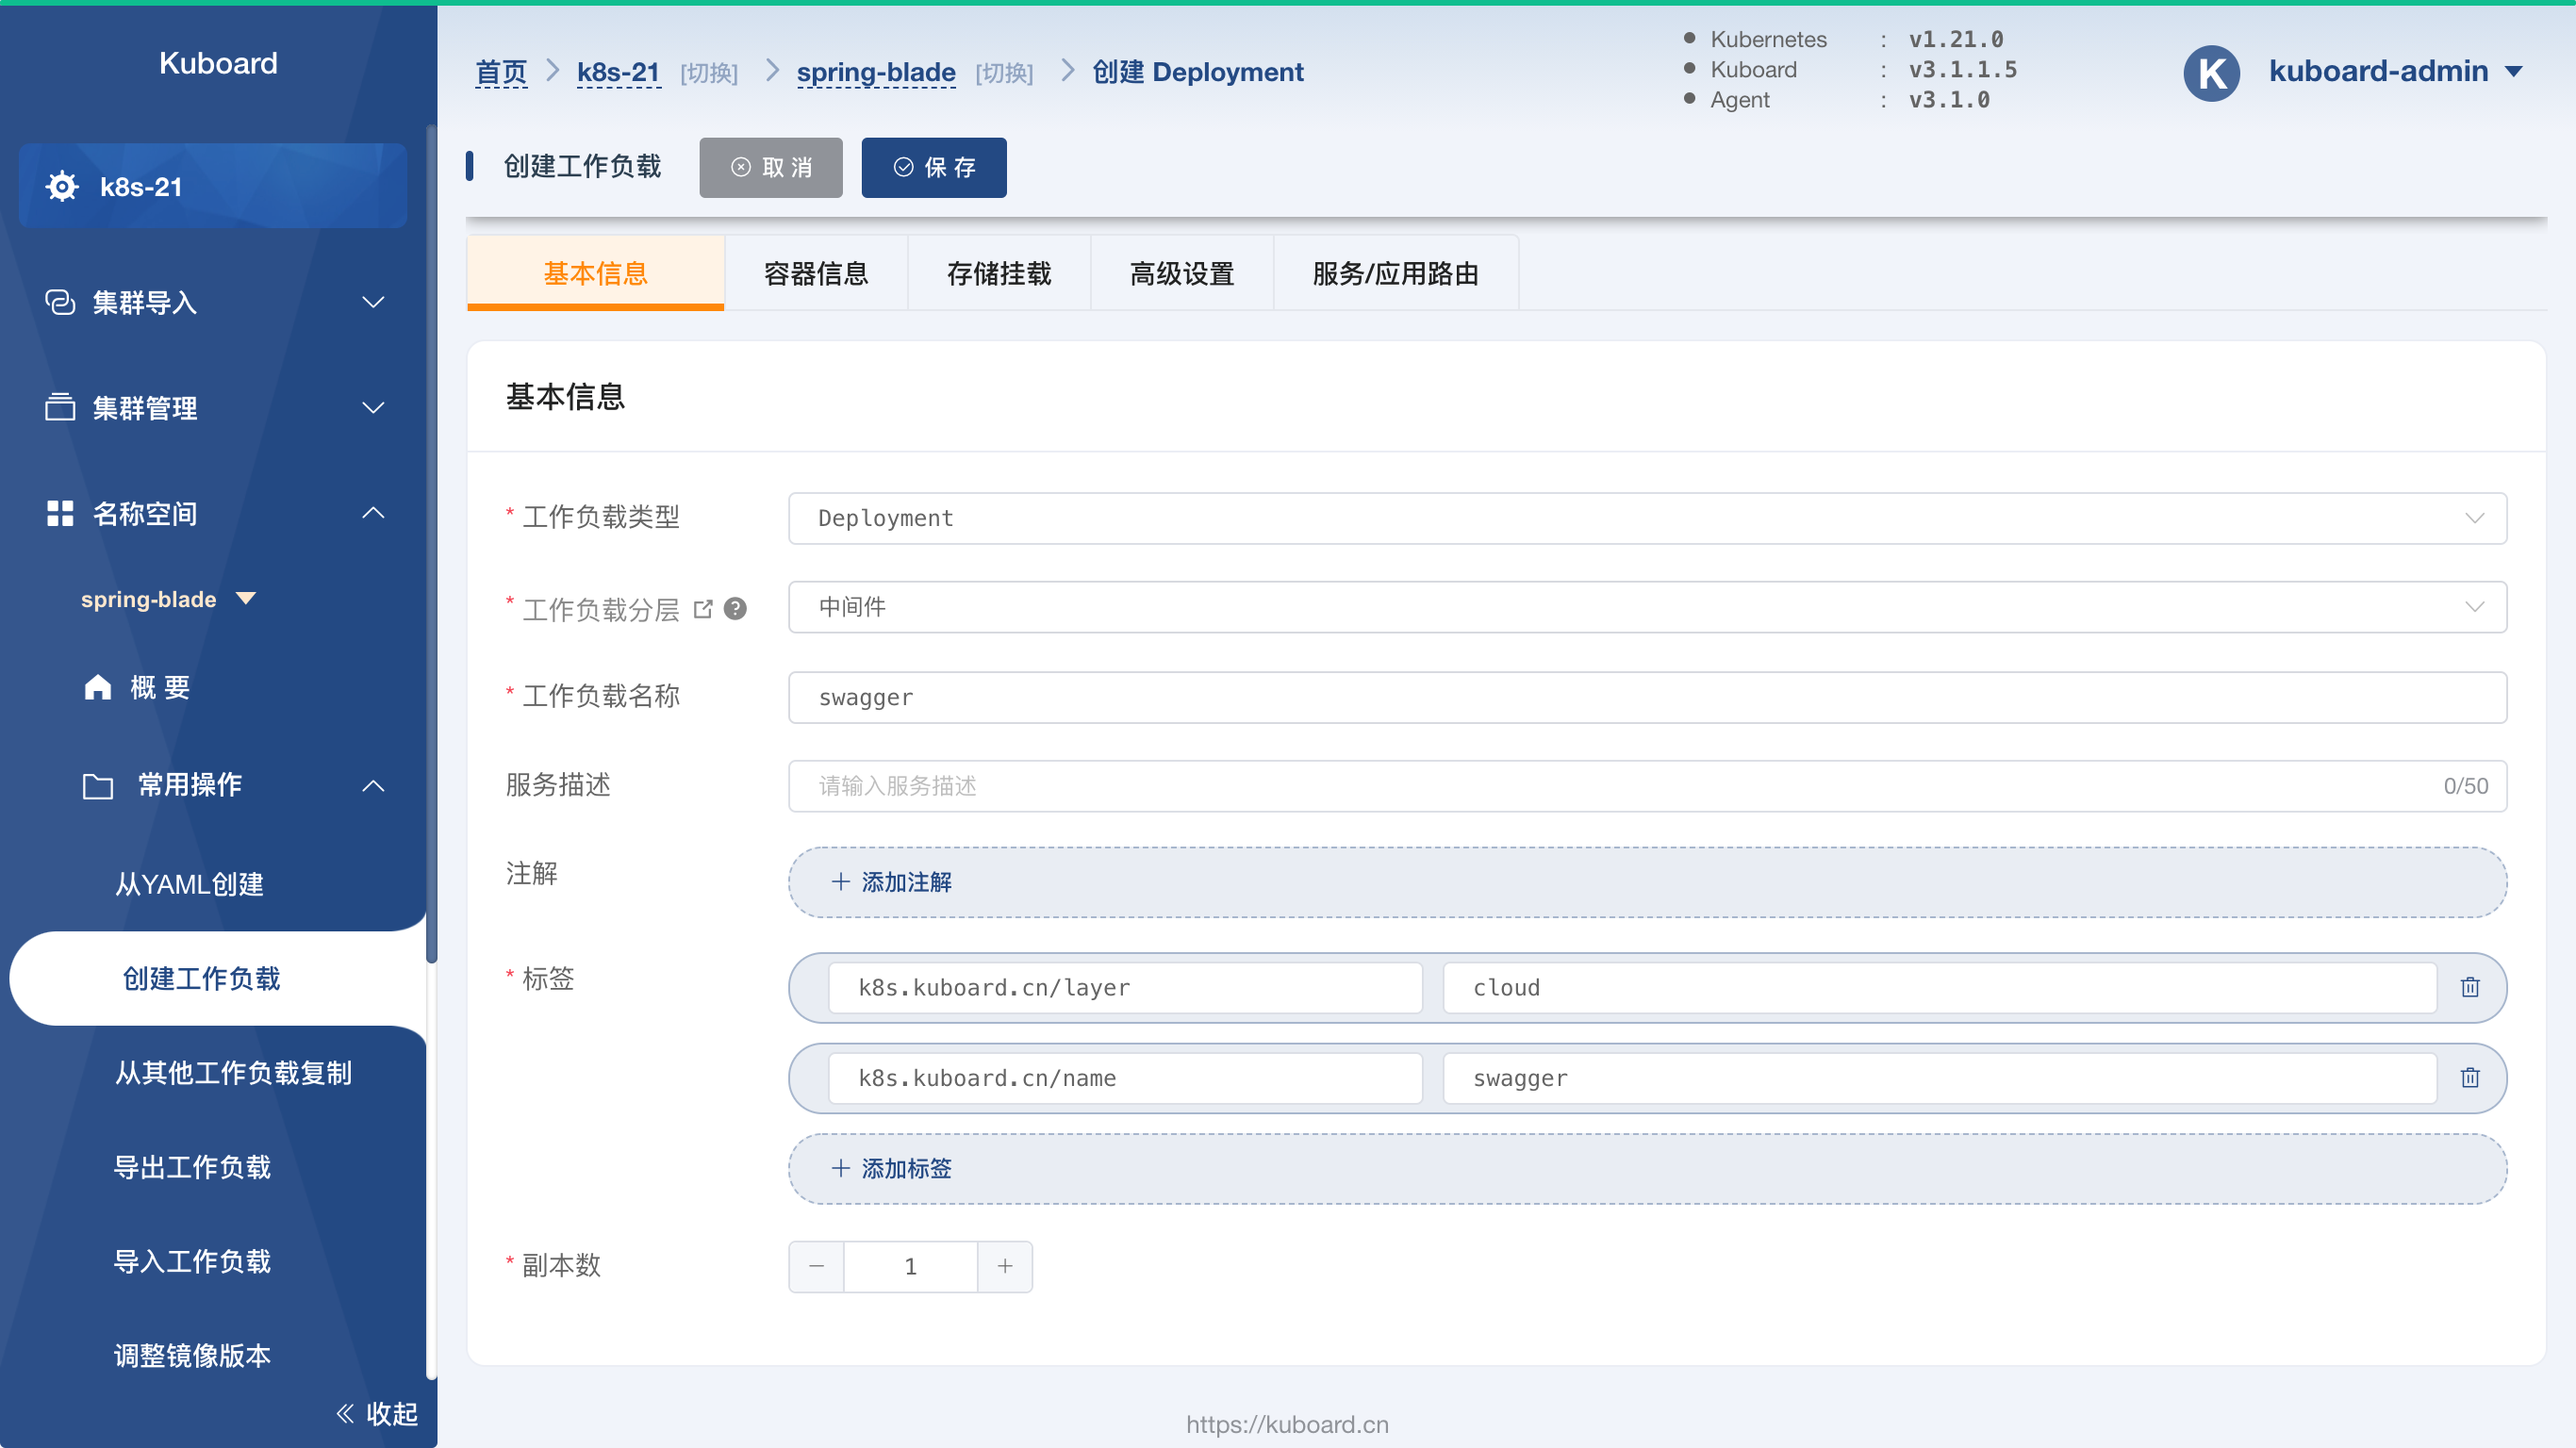 Kuboard
k8s-21
集群导入
集群管理
名称空间
spring-blade
概 要
常用操作
从YAML创建
创建工作负载
从其他工作负载复制
导出工作负载
导入工作负载
调整镜像版本
收起
首页 k8s-21 [切换] spring-blade [切换] 创建 Deployment
Kubernetes : v1.21.0
Kuboard : v3.1.1.5
Agent : v3.1.0
K kuboard-admin
创建工作负载 取 消 保 存
基本信息 容器信息 存储挂载 高级设置 服务/应用路由
基本信息
* 工作负载类型 Deployment
* 工作负载分层 ? 中间件
* 工作负载名称 swagger
服务描述 请输入服务描述 0/50
注解 + 添加注解
* 标签 k8s.kuboard.cn/layer cloud
k8s.kuboard.cn/name swagger
+ 添加标签
* 副本数 − 1 +
https://kuboard.cn